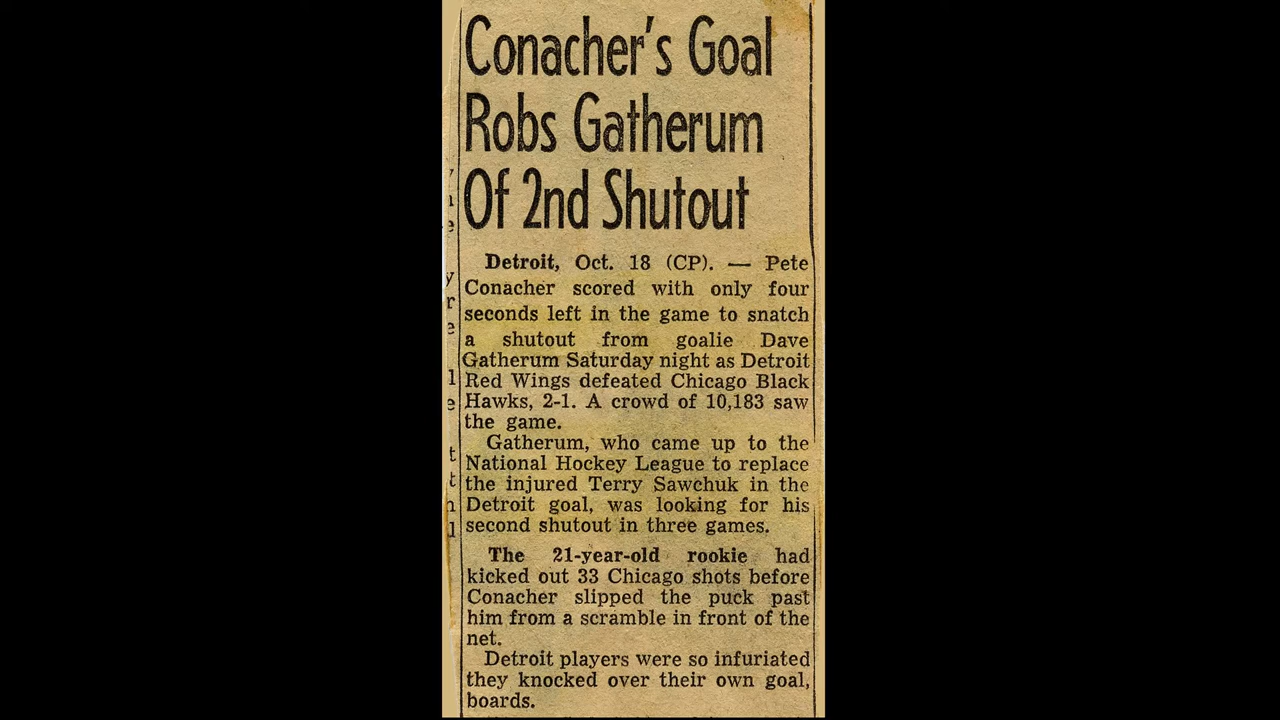 Conacher's Goal
Robs Gatherum
Of 2nd Shutout
Detroit, Oct. 18 (CP). — Pete
Conacher scored with only four
seconds left in the game to snatch
a shutout from goalie Dave
Gatherum Saturday night as Detroit
Red Wings defeated Chicago Black
Hawks, 2-1. A crowd of 10,183 saw
the game.
Gatherum, who came up to the
National Hockey League to replace
the injured Terry Sawchuk in the
Detroit goal, was looking for his
second shutout in three games.
The 21-year-old rookie had
kicked out 33 Chicago shots before
Conacher slipped the puck past
him from a scramble in front of the
net.
Detroit players were so infuriated
they knocked over their own goal,
boards.